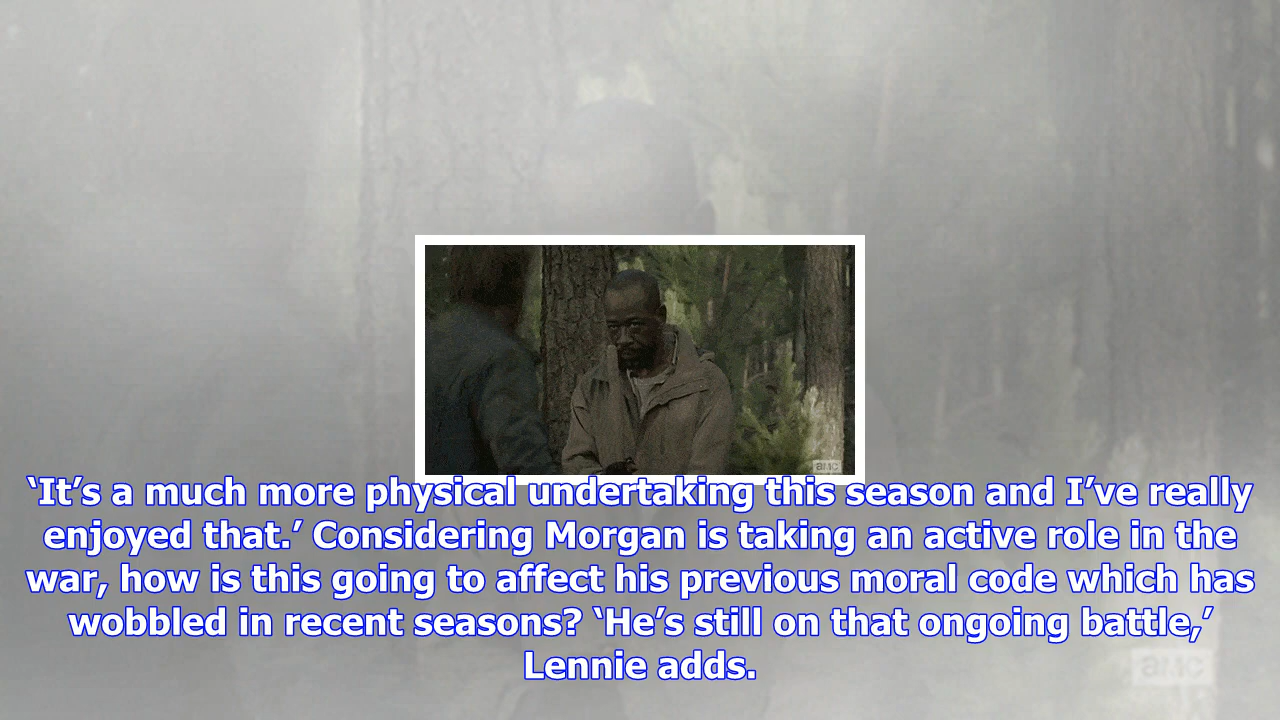 amc
‘It’s a much more physical undertaking this season and I’ve really
enjoyed that.’ Considering Morgan is taking an active role in the
war, how is this going to affect his previous moral code which has
wobbled in recent seasons? ‘He’s still on that ongoing battle,’
Lennie adds.
amc